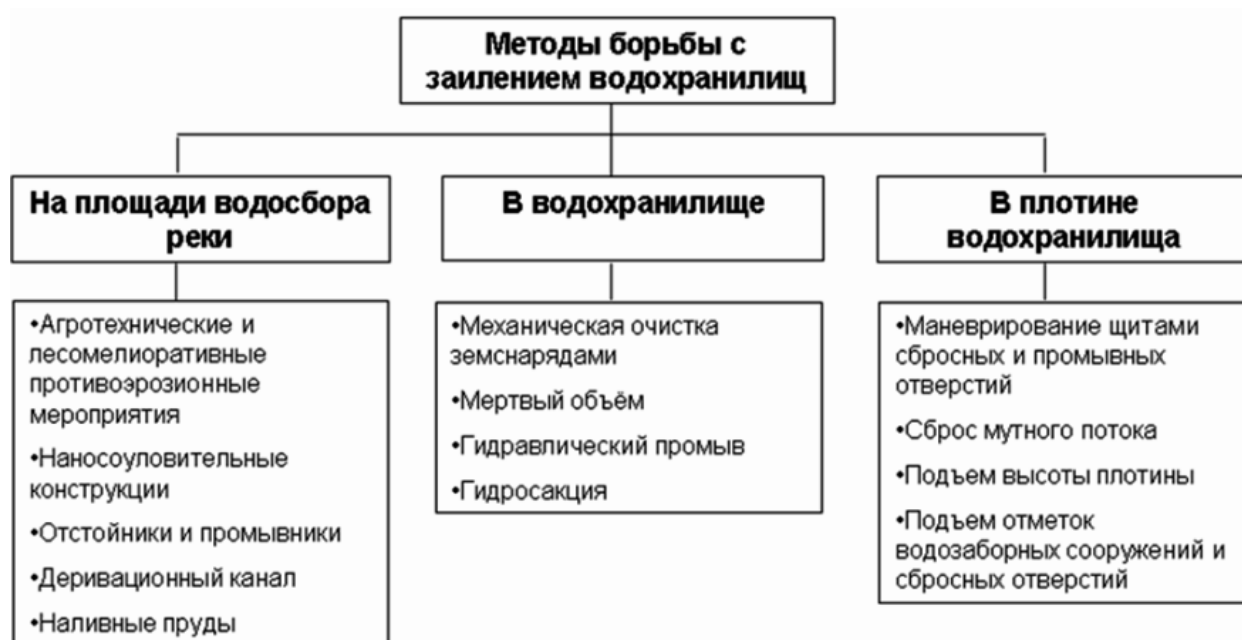 Методы борьбы с
заилением водохранилищ
На площади водосбора
реки
•Агротехнические и
лесомелиоративные
противоэрозионные
мероприятия
•Наносоуловительные
конструкции
•Отстойники и промывники
•Деривационный канал
•Наливные пруды
В водохранилище
•Механическая очистка
земснарядами
•Мертвый объём
•Гидравлический промыв
•Гидросакция
В плотине
водохранилища
•Маневрирование щитами
сбросных и промывных
отверстий
•Сброс мутного потока
•Подъем высоты плотины
•Подъем отметок
водозаборных сооружений и
сбросных отверстий